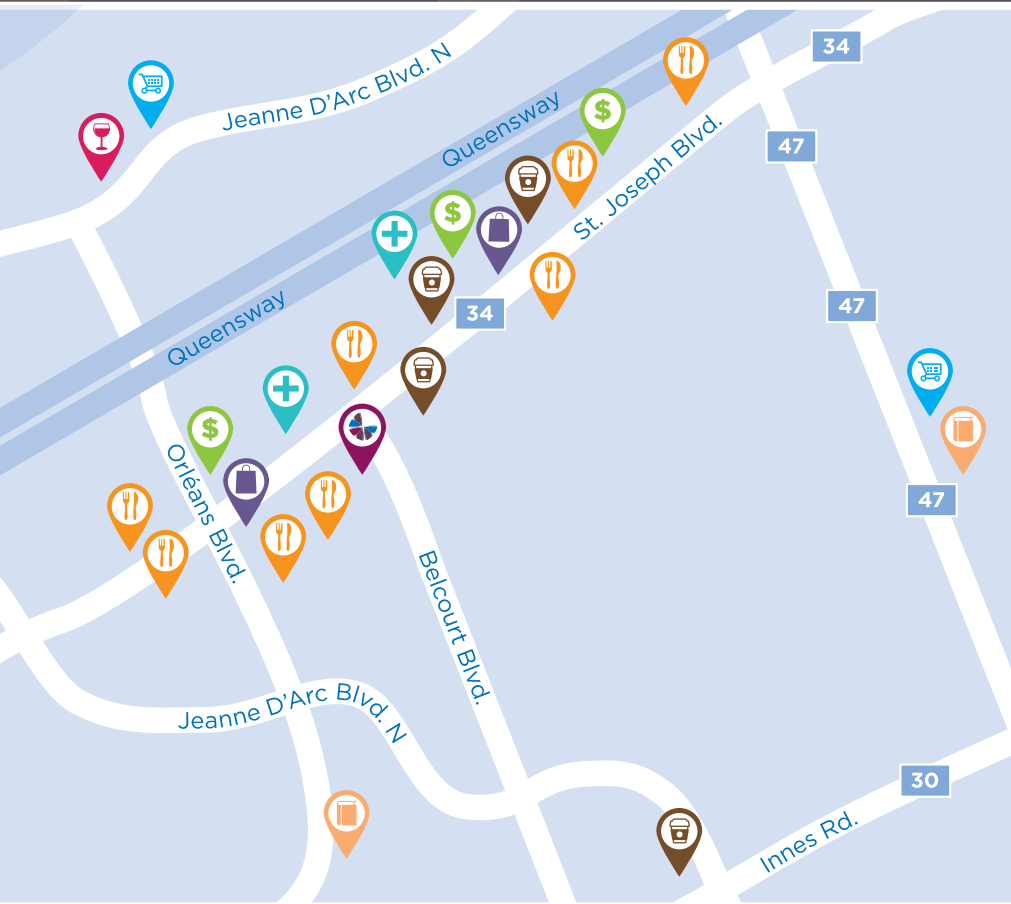 34
Jeanne D'Arc Blvd. N
Queensway
$
St. Joseph Blvd.
47
$
Queensway
47
34
$
Orléans Blvd.
47
Belcourt Blvd.
Jeanne D'Arc Blvd. N
30
Innes Rd.